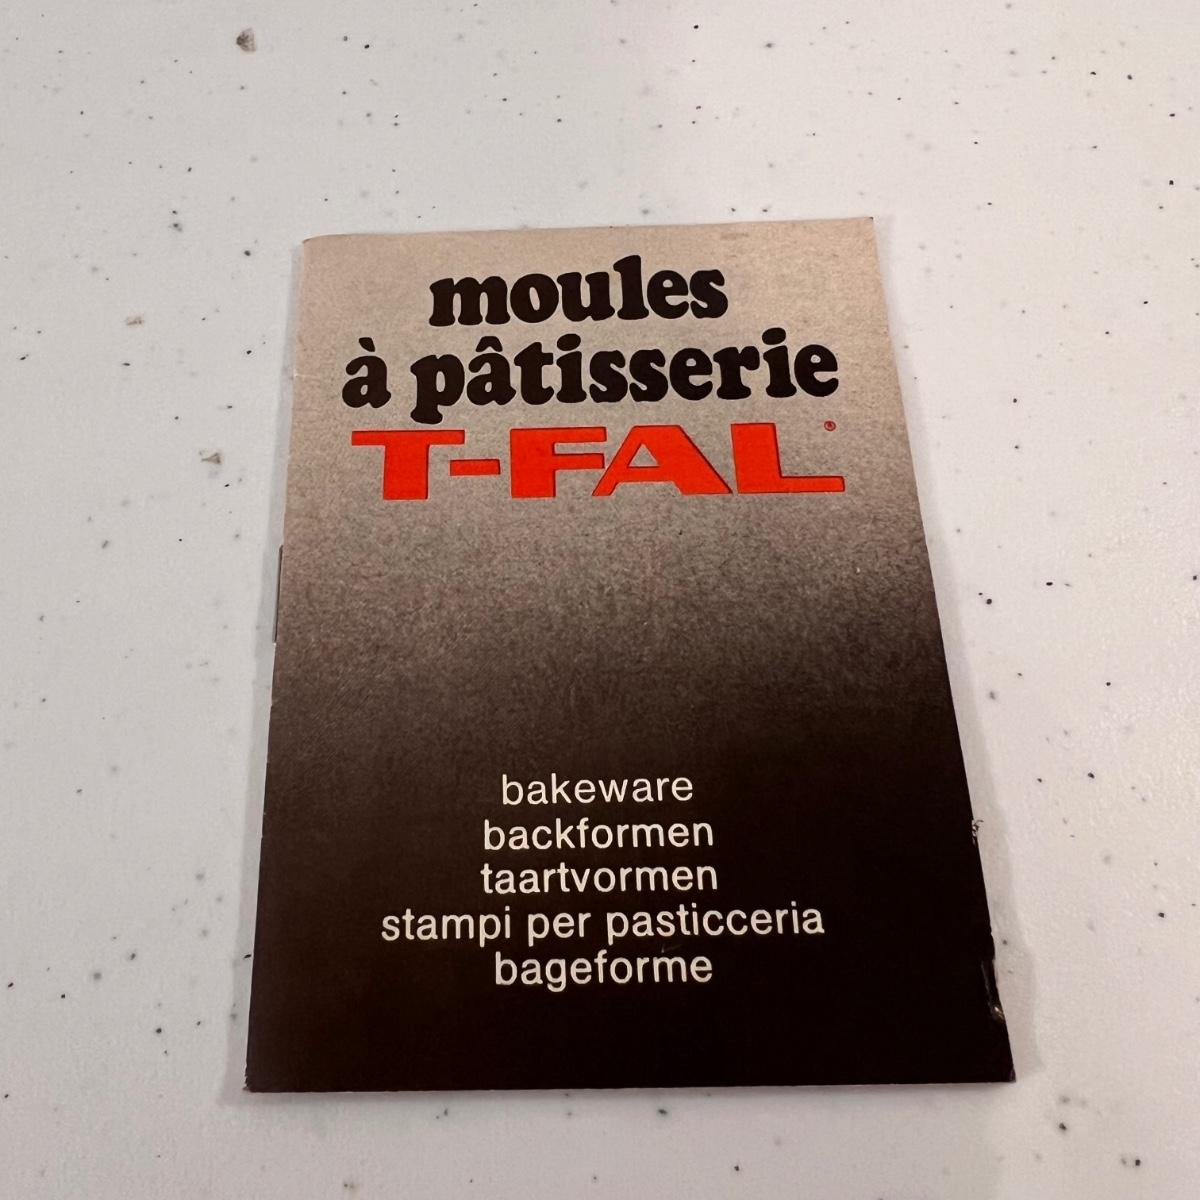 moules
à pâtisserie
T-FAL®
bakeware
backformen
taartvormen
stampi per pasticceria
bageforme